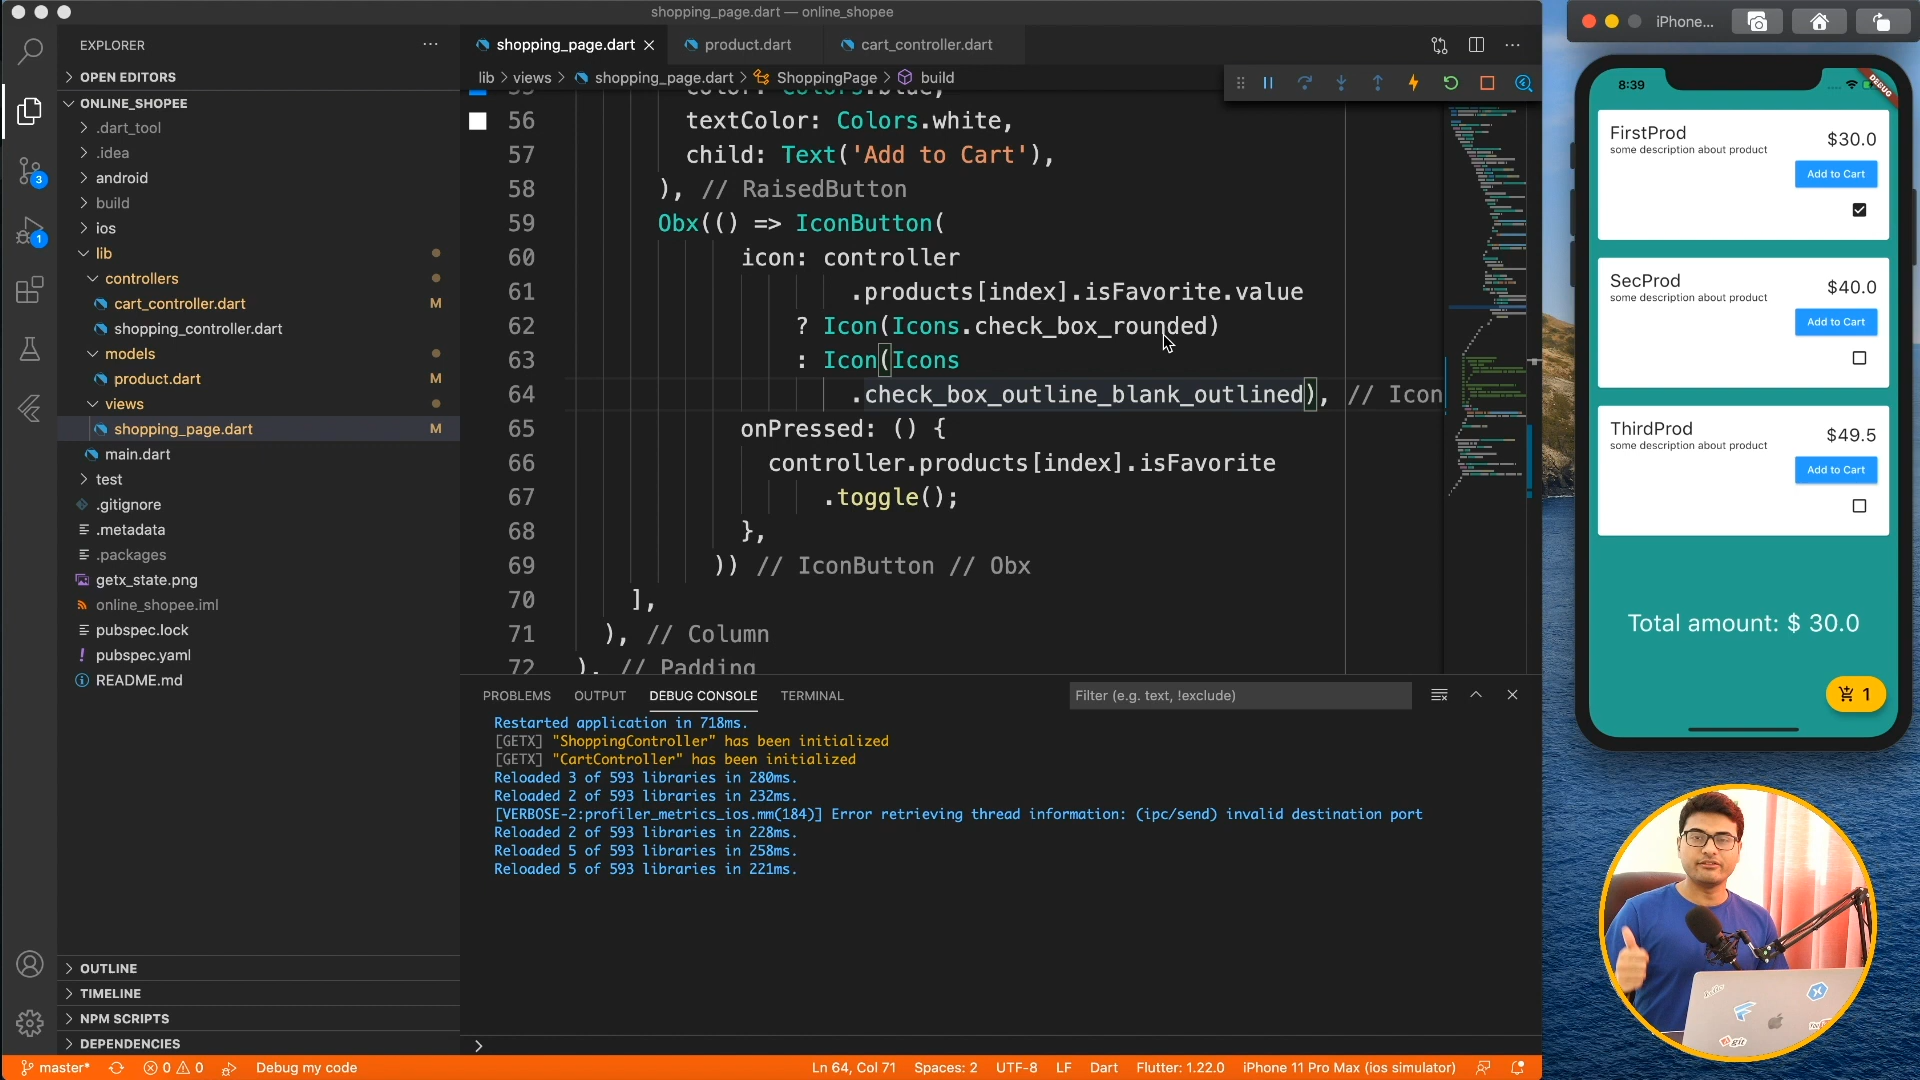 shopping_page.dart — online_shopee
iPhone...
EXPLORER
OPEN EDITORS
ONLINE_SHOPEE
.dart_tool
.idea
android
build
ios
lib
controllers
cart_controller.dart M
shopping_controller.dart
models
product.dart M
views
shopping_page.dart M
main.dart
test
.gitignore
.metadata
.packages
getx_state.png
online_shopee.iml
pubspec.lock
pubspec.yaml
README.md
OUTLINE
TIMELINE
NPM SCRIPTS
DEPENDENCIES
3
1
shopping_page.dart product.dart cart_controller.dart
lib > views > shopping_page.dart > ShoppingPage > build
55 color: Colors.blue,
56 textColor: Colors.white,
57 child: Text('Add to Cart'),
58 ), // RaisedButton
59 Obx(() => IconButton(
60 icon: controller
61 .products[index].isFavorite.value
62 ? Icon(Icons.check_box_rounded)
63 : Icon(Icons
64 .check_box_outline_blank_outlined), // Icon
65 onPressed: () {
66 controller.products[index].isFavorite
67 .toggle();
68 },
69 )) // IconButton // Obx
70 ],
71 ), // Column
72 ), // Padding
PROBLEMS OUTPUT DEBUG CONSOLE TERMINAL
Filter (e.g. text, !exclude)
Restarted application in 718ms.
[GETX] "ShoppingController" has been initialized
[GETX] "CartController" has been initialized
Reloaded 3 of 593 libraries in 280ms.
Reloaded 2 of 593 libraries in 232ms.
[VERBOSE-2:profiler_metrics_ios.mm(184)] Error retrieving thread information: (ipc/send) invalid destination port
Reloaded 2 of 593 libraries in 228ms.
Reloaded 5 of 593 libraries in 258ms.
Reloaded 5 of 593 libraries in 221ms.
master* 0 0 Debug my code
Ln 64, Col 71 Spaces: 2 UTF-8 LF Dart Flutter: 1.22.0 iPhone 11 Pro Max (ios simulator)
8:39
DEBUG
FirstProd $30.0
some description about product
Add to Cart
SecProd $40.0
some description about product
Add to Cart
ThirdProd $49.5
some description about product
Add to Cart
Total amount: $ 30.0
1
git